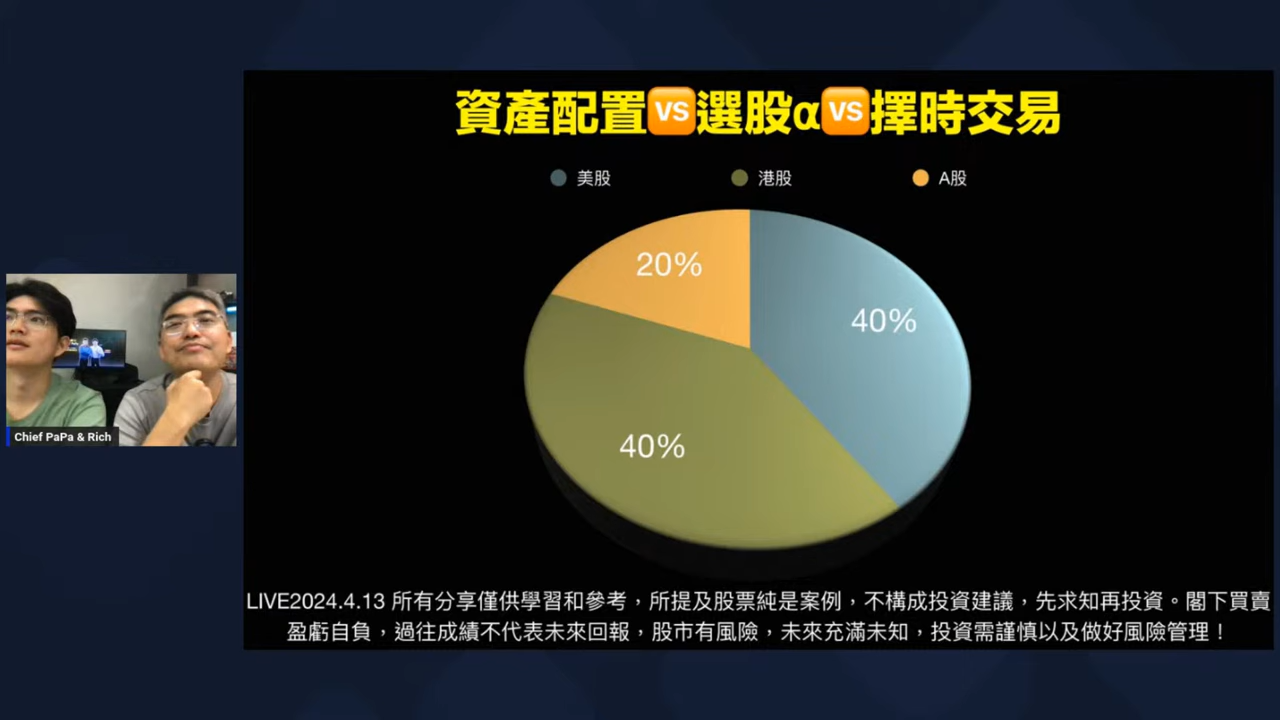 資產配置🆚選股α🆚擇時交易
美股
港股
A股
20%
40%
40%
Chief PaPa & Rich
LIVE2024.4.13 所有分享僅供學習和參考，所提及股票純是案例，不構成投資建議，先求知再投資。閣下買賣
盈虧自負，過往成績不代表未來回報，股市有風險，未來充滿未知，投資需謹慎以及做好風險管理！